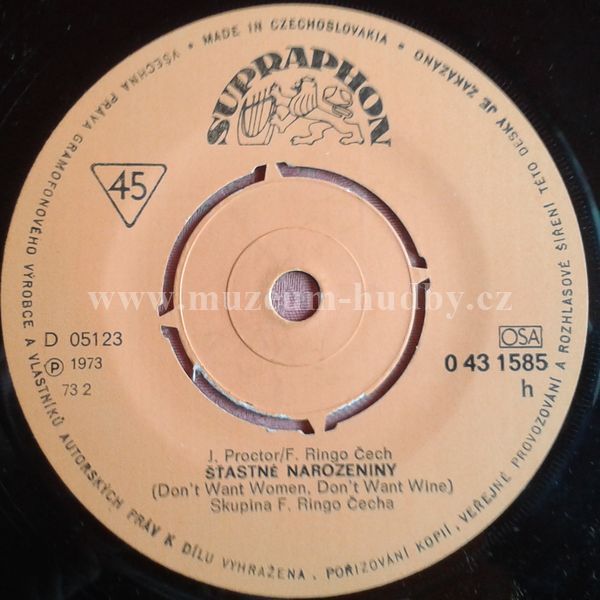 VŠECHNA PRÁVA GRAMOFONOVÉHO VÝROBCE A VLASTNÍKŮ AUTORSKÝCH PRÁV K DÍLU VYHRAŽENA. POŘIZOVÁNÍ KOPIÍ, VEŘEJNÉ PROVOZOVÁNÍ A ROZHLASOVÉ ŠÍŘENÍ TÉTO DESKY JE ZAKÁZÁNO • MADE IN CZECHOSLOVAKIA •
SUPRAPHON
45
www.muzeum-hudby.cz
D 05123
Ⓟ 1973
73 2
OSA
0 43 1585
h
J. Proctor/F. Ringo Čech
ŠŤASTNÉ NAROZENINY
(Don't Want Women, Don't Want Wine)
Skupina F. Ringo Čecha